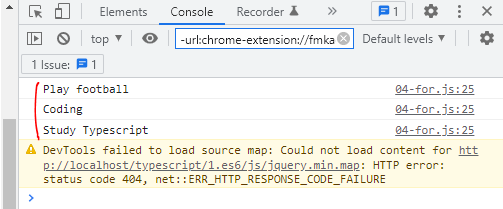 Elements Console Recorder 1
top -url:chrome-extension://fmka Default levels
1 Issue: 1
Play football 04-for.js:25
Coding 04-for.js:25
Study Typescript 04-for.js:25
DevTools failed to load source map: Could not load content for htt
p://localhost/typescript/1.es6/js/jquery.min.map: HTTP error:
status code 404, net::ERR_HTTP_RESPONSE_CODE_FAILURE